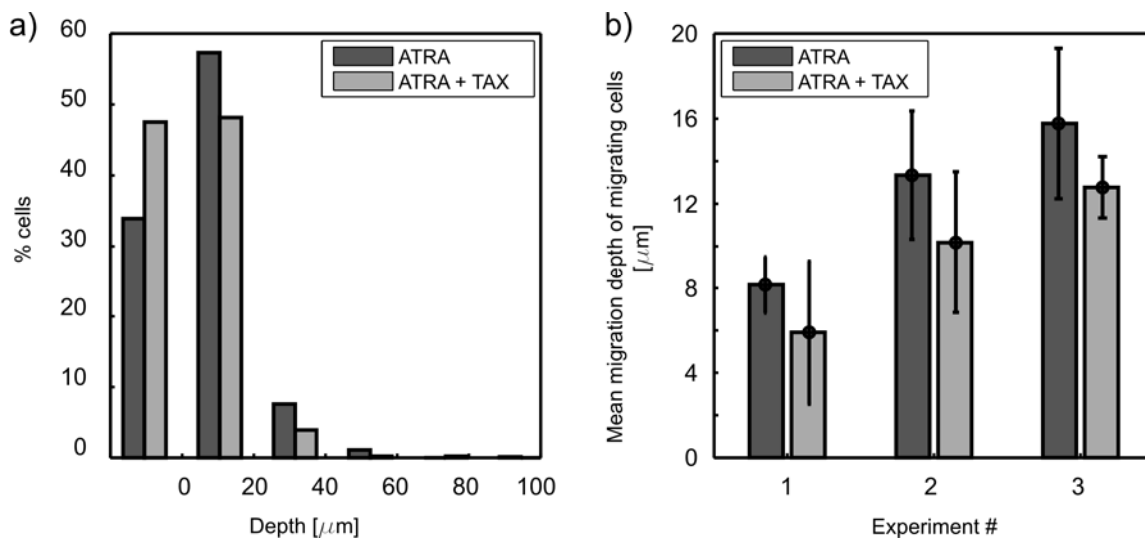 a)
60
50
40
30
20
10
0
% cells
ATRA
ATRA + TAX
0 20 40 60 80 100
Depth [μm]
b)
20
16
12
8
4
0
Mean migration depth of migrating cells
[μm]
ATRA
ATRA + TAX
1 2 3
Experiment #